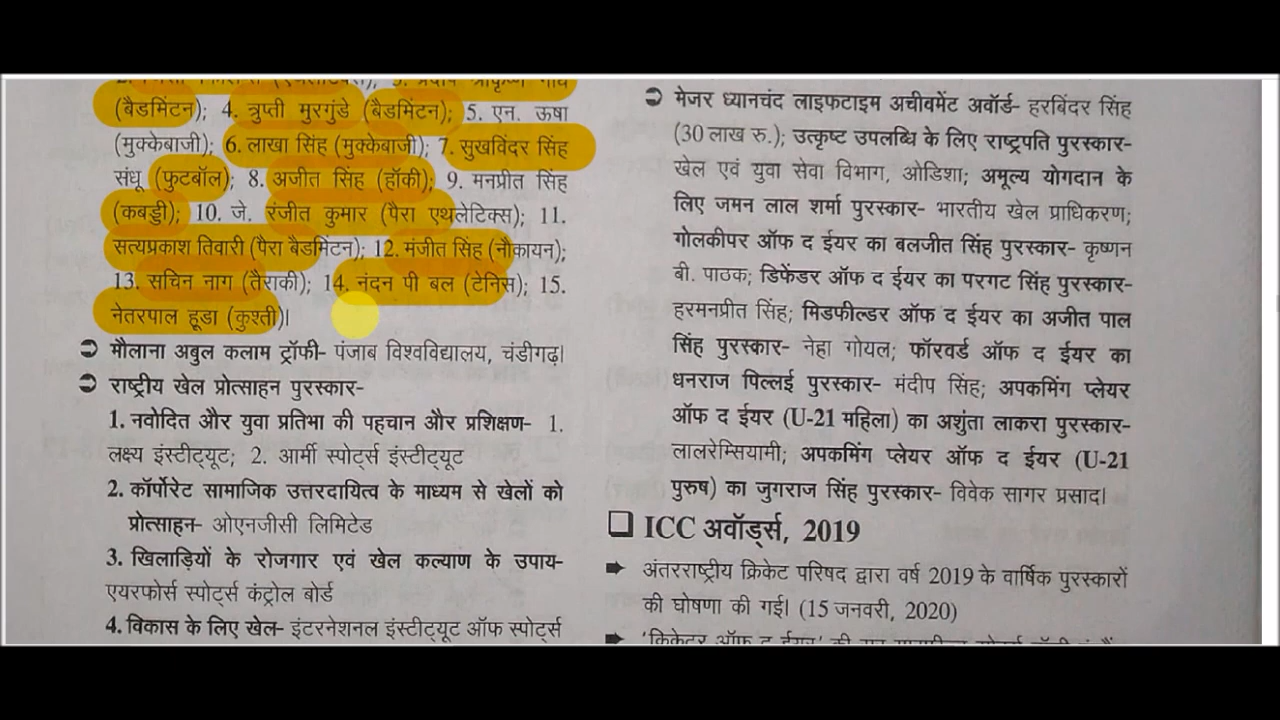 (बैडमिंटन); 4. त्रुप्ती मुरगुंडे (बैडमिंटन); 5. एन. ऊषा
(मुक्केबाजी); 6. लाखा सिंह (मुक्केबाजी); 7. सुखविंदर सिंह
संधू (फुटबॉल); 8. अजीत सिंह (हॉकी); 9. मनप्रीत सिंह
(कबड्डी); 10. जे. रंजीत कुमार (पैरा एथलेटिक्स); 11.
सत्यप्रकाश तिवारी (पैरा बैडमिंटन); 12. मंजीत सिंह (नौकायन);
13. सचिन नाग (तैराकी); 14. नंदन पी बल (टेनिस); 15.
नेतरपाल हूडा (कुश्ती)।
➲ मौलाना अबुल कलाम ट्रॉफी- पंजाब विश्वविद्यालय, चंडीगढ़।
➲ राष्ट्रीय खेल प्रोत्साहन पुरस्कार-
1. नवोदित और युवा प्रतिभा की पहचान और प्रशिक्षण- 1.
लक्ष्य इंस्टीट्यूट; 2. आर्मी स्पोर्ट्स इंस्टीट्यूट
2. कॉर्पोरेट सामाजिक उत्तरदायित्व के माध्यम से खेलों को
प्रोत्साहन- ओएनजीसी लिमिटेड
3. खिलाड़ियों के रोजगार एवं खेल कल्याण के उपाय-
एयरफोर्स स्पोर्ट्स कंट्रोल बोर्ड
4. विकास के लिए खेल- इंटरनेशनल इंस्टीट्यूट ऑफ स्पोर्ट्स
➲ मेजर ध्यानचंद लाइफटाइम अचीवमेंट अवॉर्ड- हरबिंदर सिंह
(30 लाख रु.); उत्कृष्ट उपलब्धि के लिए राष्ट्रपति पुरस्कार-
खेल एवं युवा सेवा विभाग, ओडिशा; अमूल्य योगदान के
लिए जमन लाल शर्मा पुरस्कार- भारतीय खेल प्राधिकरण;
गोलकीपर ऑफ द ईयर का बलजीत सिंह पुरस्कार- कृष्णन
बी. पाठक; डिफेंडर ऑफ द ईयर का परगट सिंह पुरस्कार-
हरमनप्रीत सिंह; मिडफील्डर ऑफ द ईयर का अजीत पाल
सिंह पुरस्कार- नेहा गोयल; फॉरवर्ड ऑफ द ईयर का
धनराज पिल्लई पुरस्कार- मंदीप सिंह; अपकमिंग प्लेयर
ऑफ द ईयर (U-21 महिला) का अशुंता लाकरा पुरस्कार-
लालरेम्सियामी; अपकमिंग प्लेयर ऑफ द ईयर (U-21
पुरुष) का जुगराज सिंह पुरस्कार- विवेक सागर प्रसाद।
❑ ICC अवॉर्ड्स, 2019
➡ अंतरराष्ट्रीय क्रिकेट परिषद द्वारा वर्ष 2019 के वार्षिक पुरस्कारों
की घोषणा की गई। (15 जनवरी, 2020)